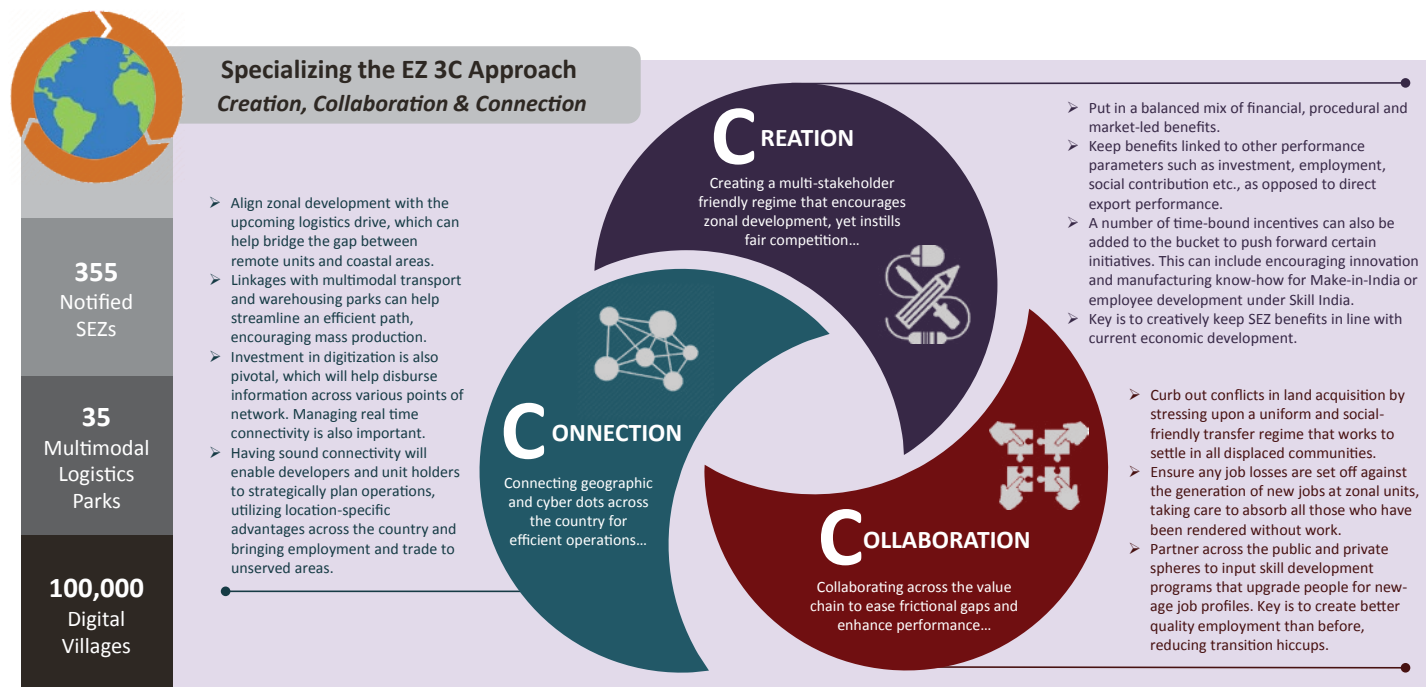 Specializing the EZ 3C Approach
Creation, Collaboration & Connection
355
Notified
SEZs
35
Multimodal
Logistics
Parks
100,000
Digital
Villages
➢ Align zonal development with the
upcoming logistics drive, which can
help bridge the gap between
remote units and coastal areas.
➢ Linkages with multimodal transport
and warehousing parks can help
streamline an efficient path,
encouraging mass production.
➢ Investment in digitization is also
pivotal, which will help disburse
information across various points of
network. Managing real time
connectivity is also important.
➢ Having sound connectivity will
enable developers and unit holders
to strategically plan operations,
utilizing location-specific
advantages across the country and
bringing employment and trade to
unserved areas.
CREATION
Creating a multi-stakeholder
friendly regime that encourages
zonal development, yet instills
fair competition…
CONNECTION
Connecting geographic
and cyber dots across
the country for
efficient operations…
COLLABORATION
Collaborating across the value
chain to ease frictional gaps and
enhance performance…
➢ Put in a balanced mix of financial, procedural and
market-led benefits.
➢ Keep benefits linked to other performance
parameters such as investment, employment,
social contribution etc., as opposed to direct
export performance.
➢ A number of time-bound incentives can also be
added to the bucket to push forward certain
initiatives. This can include encouraging innovation
and manufacturing know-how for Make-in-India or
employee development under Skill India.
➢ Key is to creatively keep SEZ benefits in line with
current economic development.
➢ Curb out conflicts in land acquisition by
stressing upon a uniform and social-
friendly transfer regime that works to
settle in all displaced communities.
➢ Ensure any job losses are set off against
the generation of new jobs at zonal units,
taking care to absorb all those who have
been rendered without work.
➢ Partner across the public and private
spheres to input skill development
programs that upgrade people for new-
age job profiles. Key is to create better
quality employment than before,
reducing transition hiccups.